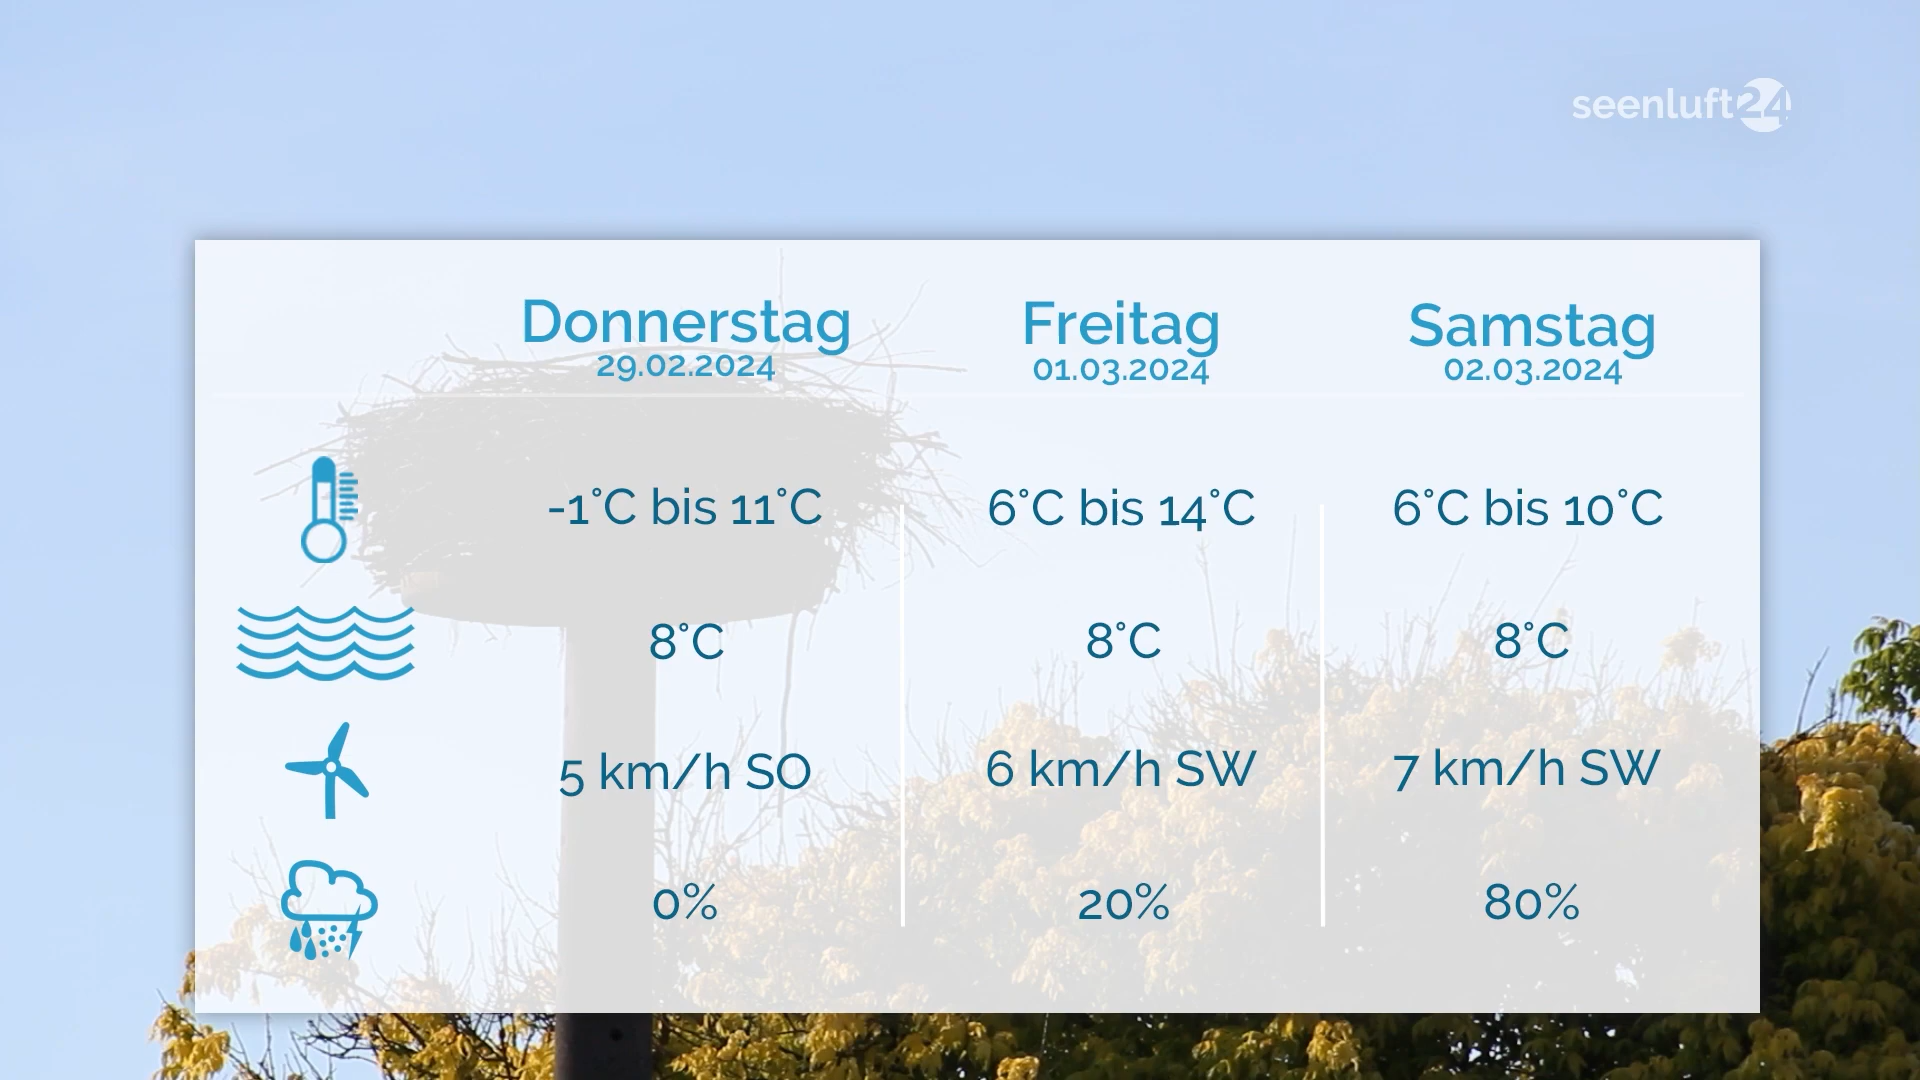 seenluft24
Donnerstag Freitag Samstag
29.02.2024 01.03.2024 02.03.2024
-1°C bis 11°C 6°C bis 14°C 6°C bis 10°C
8°C 8°C 8°C
5 km/h SO 6 km/h SW 7 km/h SW
0% 20% 80%